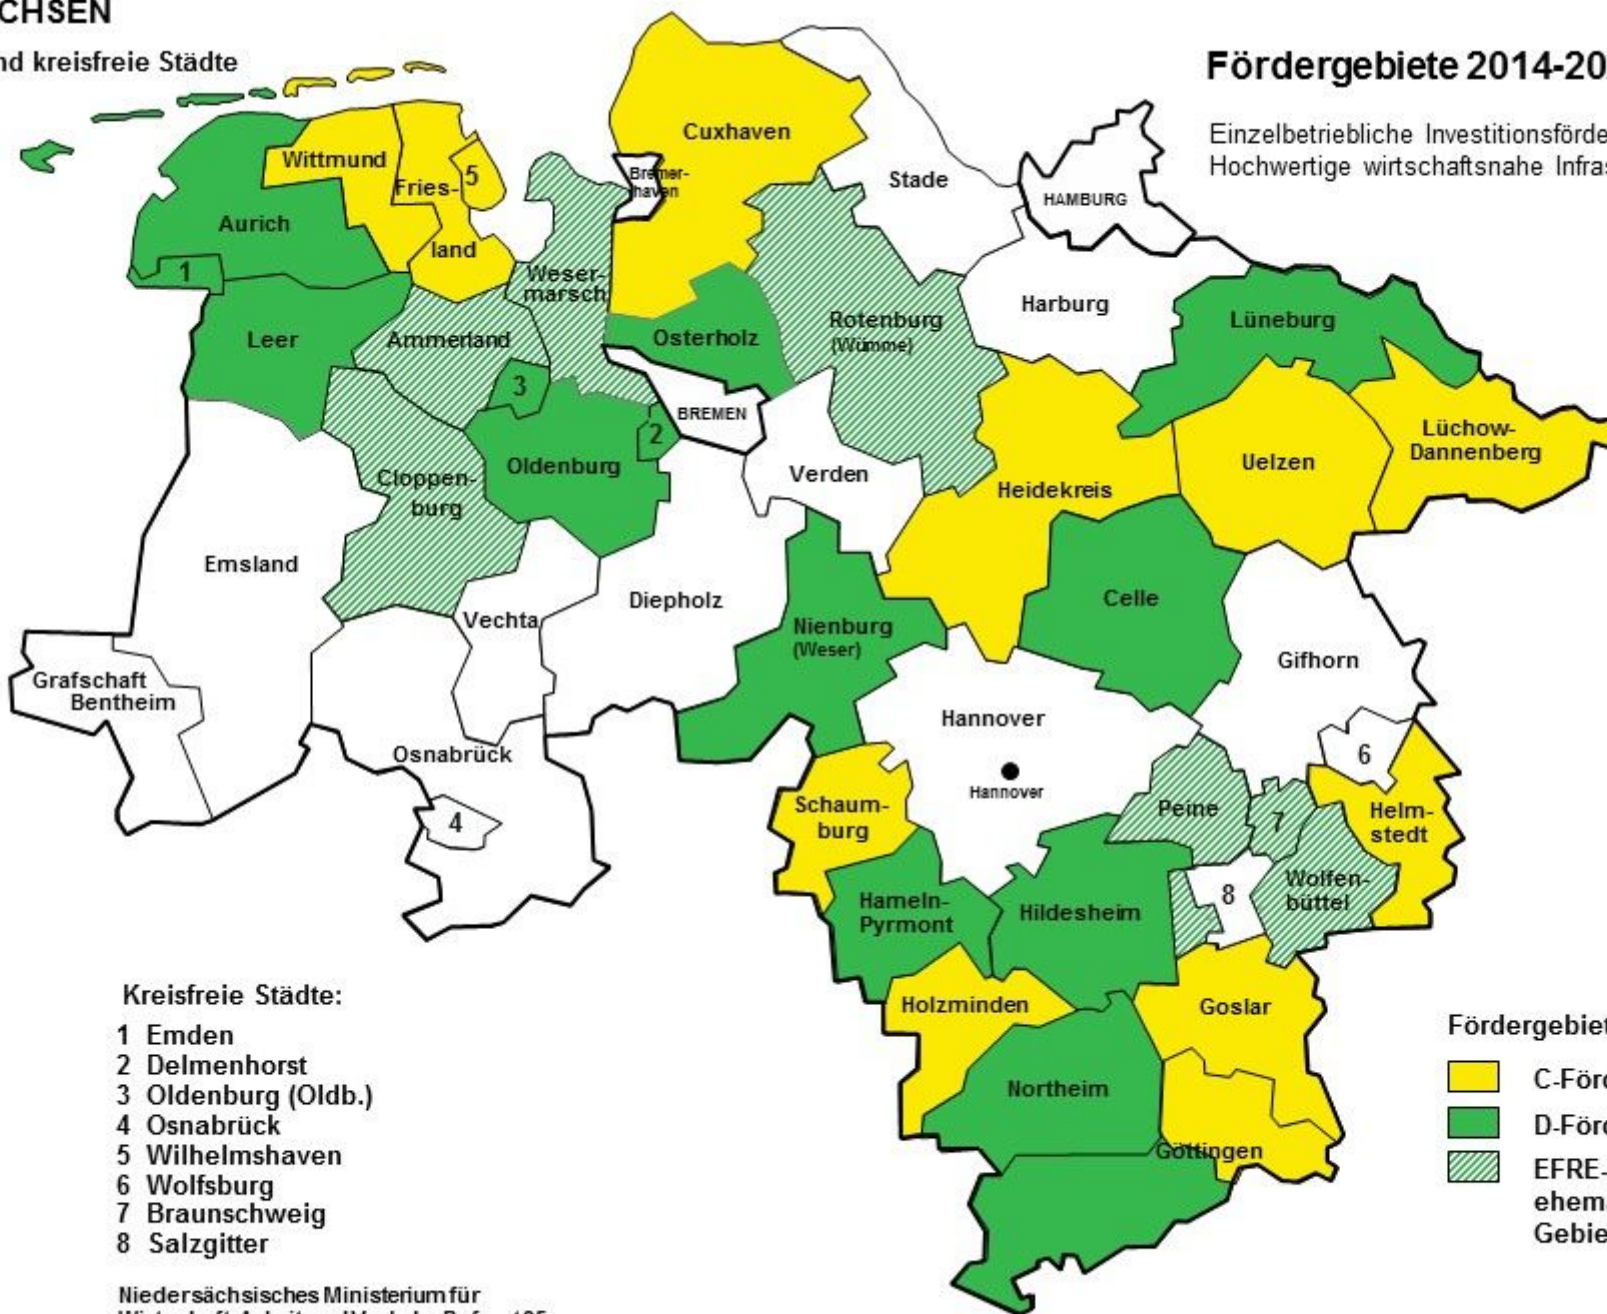 CHSEN
nd kreisfreie Städte
Fördergebiete 2014-20
Einzelbetriebliche Investitionsförde
Hochwertige wirtschaftsnahe Infras
Cuxhaven
Wittmund
Fries-
land
5
Bremer-
haven
Stade
HAMBURG
Aurich
1
Weser-
marsch
Harburg
Lüneburg
Leer
Ammerland
Osterholz
Rotenburg
(Wümme)
3
BREMEN
2
Oldenburg
Verden
Heidekreis
Uelzen
Lüchow-
Dannenberg
Cloppen-
burg
Emsland
Vechta
Diepholz
Nienburg
(Weser)
Celle
Gifhorn
Grafschaft
Bentheim
Osnabrück
4
Hannover
Hannover
6
Schaum-
burg
Peine
7
Helm-
stedt
Hameln-
Pyrmont
Hildesheim
8
Wolfen-
büttel
Holzminden
Goslar
Northeim
Göttingen
Kreisfreie Städte:
1 Emden
2 Delmenhorst
3 Oldenburg (Oldb.)
4 Osnabrück
5 Wilhelmshaven
6 Wolfsburg
7 Braunschweig
8 Salzgitter
Fördergebiet
C-Förd
D-Förd
EFRE-
ehema
Gebie
Niedersächsisches Ministerium für